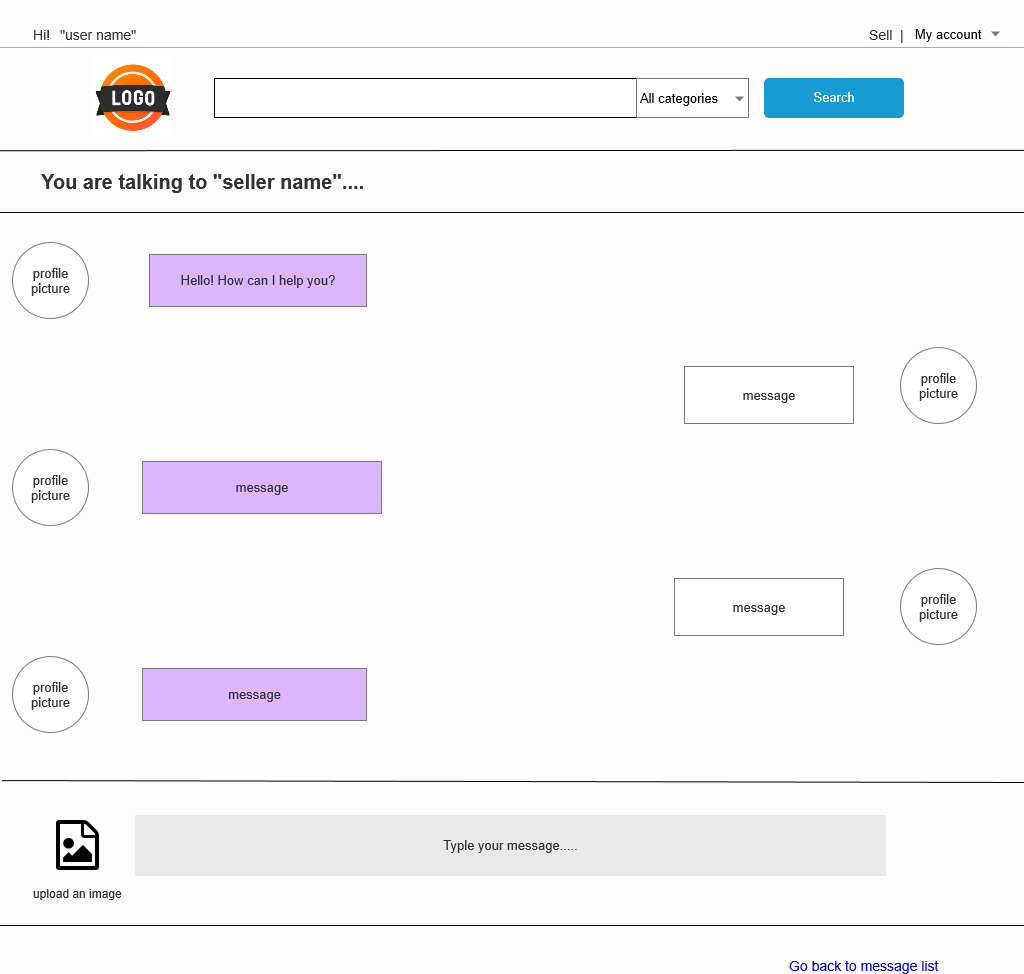 Hi! "user name"
Sell | My account
LOGO
All categories
Search
You are talking to "seller name"....
profile
picture
Hello! How can I help you?
message
profile
picture
profile
picture
message
message
profile
picture
profile
picture
message
Typle your message.....
upload an image
Go back to message list